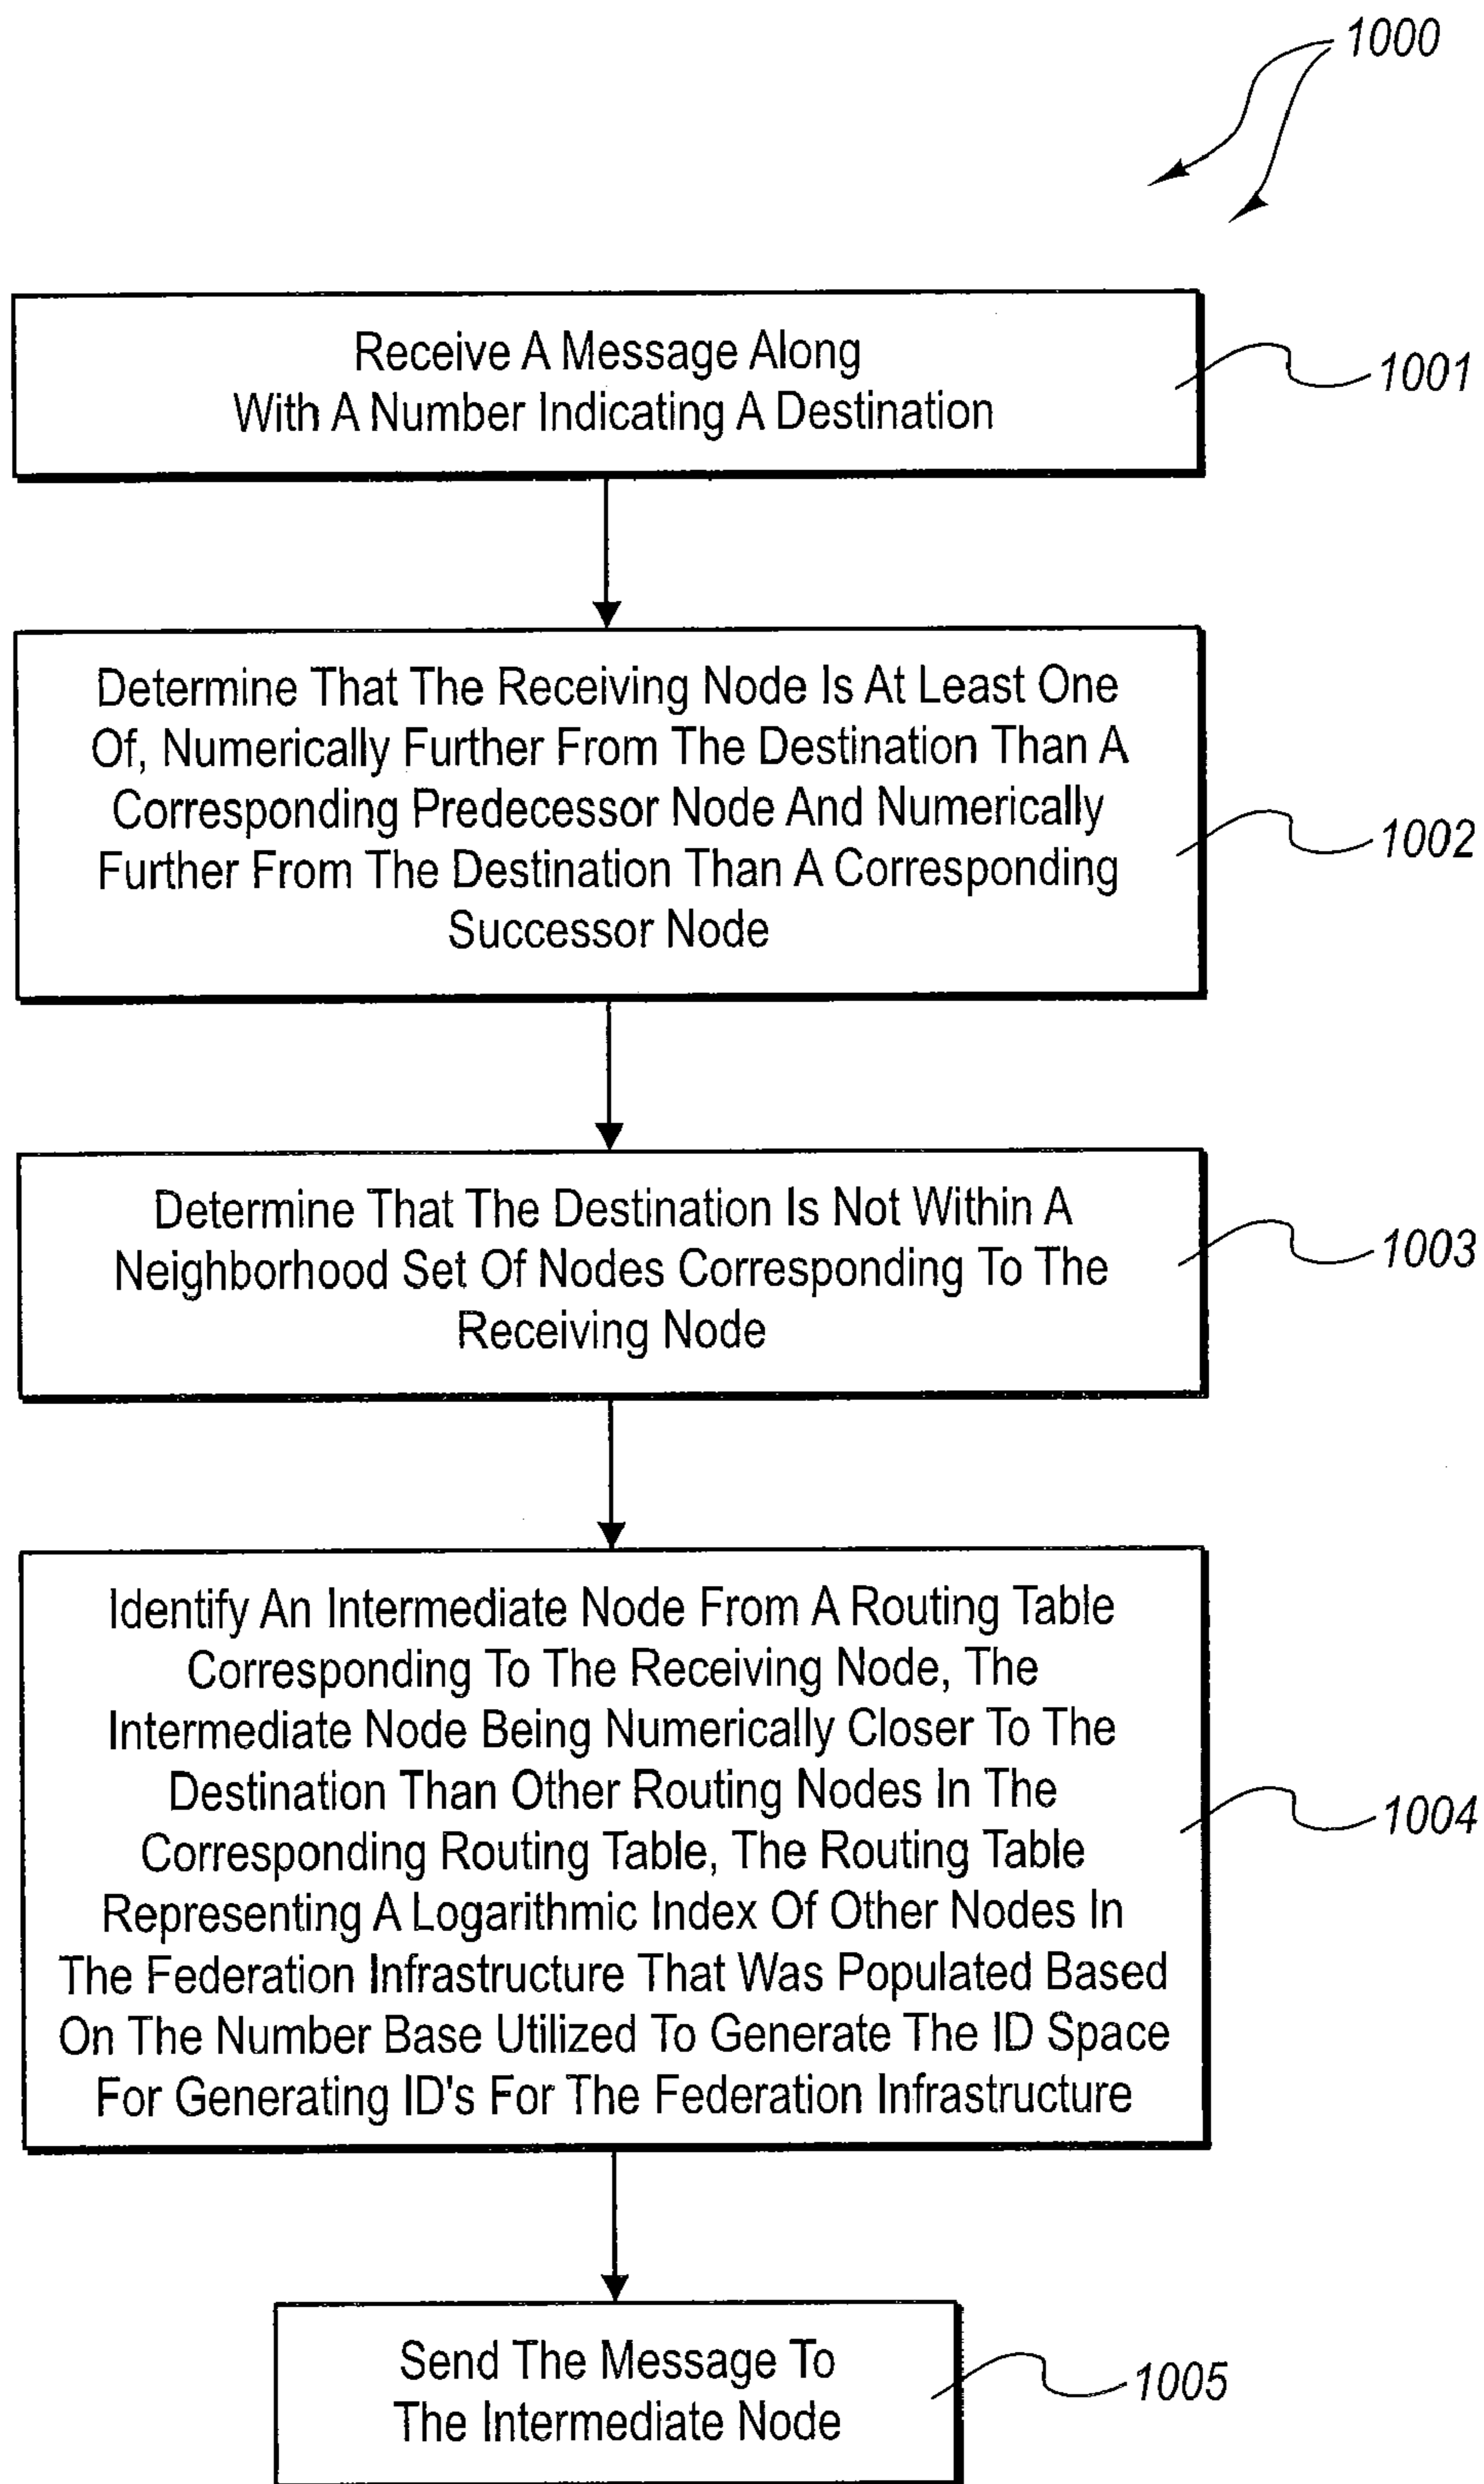 1000
Receive A Message Along
With A Number Indicating A Destination
1001
Determine That The Receiving Node Is At Least One
Of, Numerically Further From The Destination Than A
Corresponding Predecessor Node And Numerically
Further From The Destination Than A Corresponding
Successor Node
1002
Determine That The Destination Is Not Within A
Neighborhood Set Of Nodes Corresponding To The
Receiving Node
1003
Identify An Intermediate Node From A Routing Table
Corresponding To The Receiving Node, The
Intermediate Node Being Numerically Closer To The
Destination Than Other Routing Nodes In The
Corresponding Routing Table, The Routing Table
Representing A Logarithmic Index Of Other Nodes In
The Federation Infrastructure That Was Populated Based
On The Number Base Utilized To Generate The ID Space
For Generating ID's For The Federation Infrastructure
1004
Send The Message To
The Intermediate Node
1005